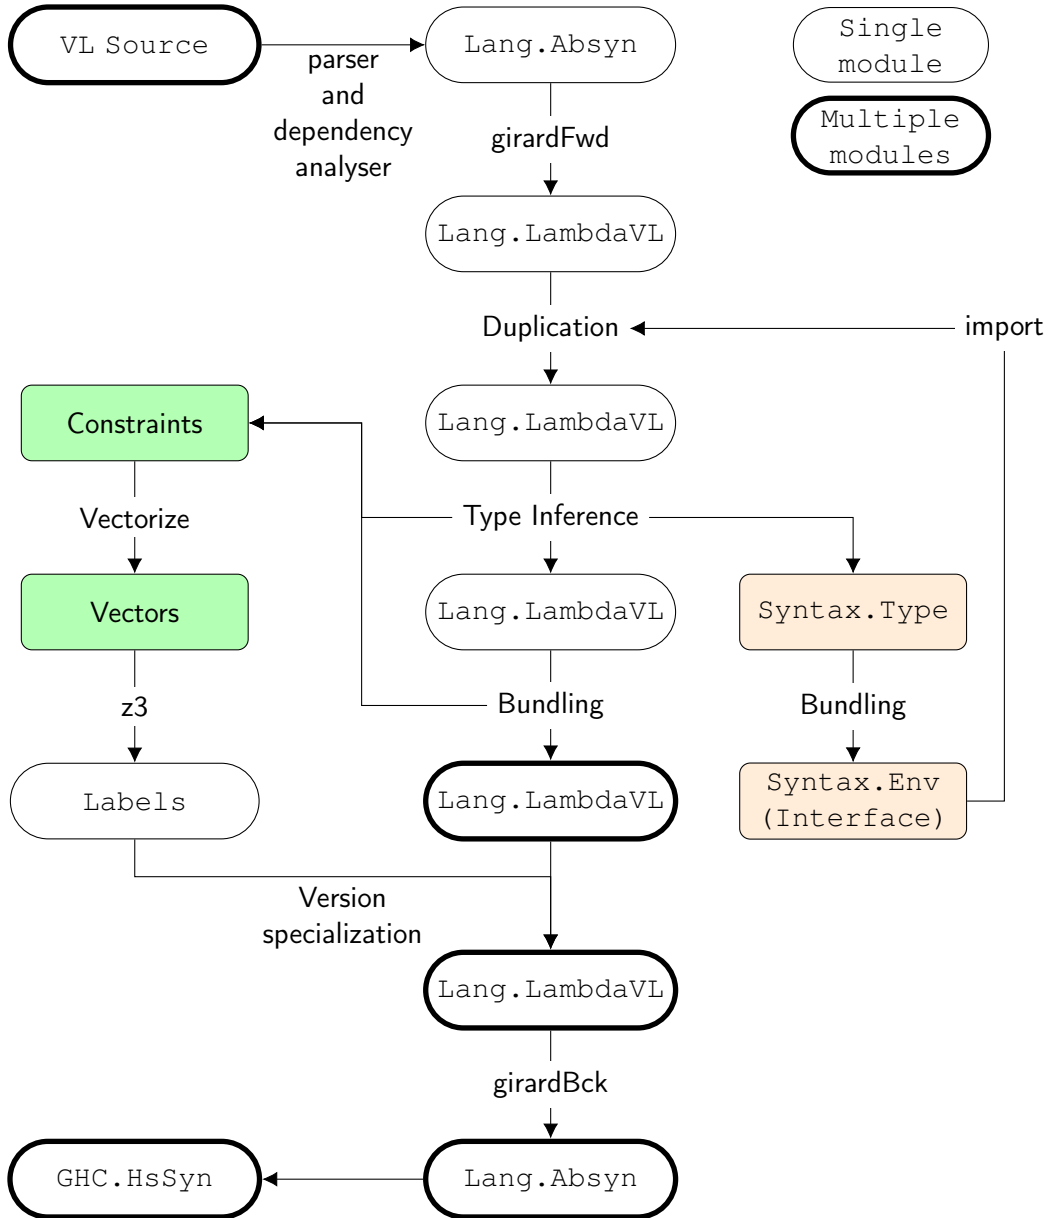 VL Source
Lang.Absyn
Single
module
parser
and
dependency
analyser
Multiple
modules
girardFwd
Lang.LambdaVL
Duplication
import
Constraints
Lang.LambdaVL
Vectorize
Type Inference
Vectors
Lang.LambdaVL
Syntax.Type
z3
Bundling
Bundling
Labels
Lang.LambdaVL
Syntax.Env
(Interface)
Version
specialization
Lang.LambdaVL
girardBck
GHC.HsSyn
Lang.Absyn